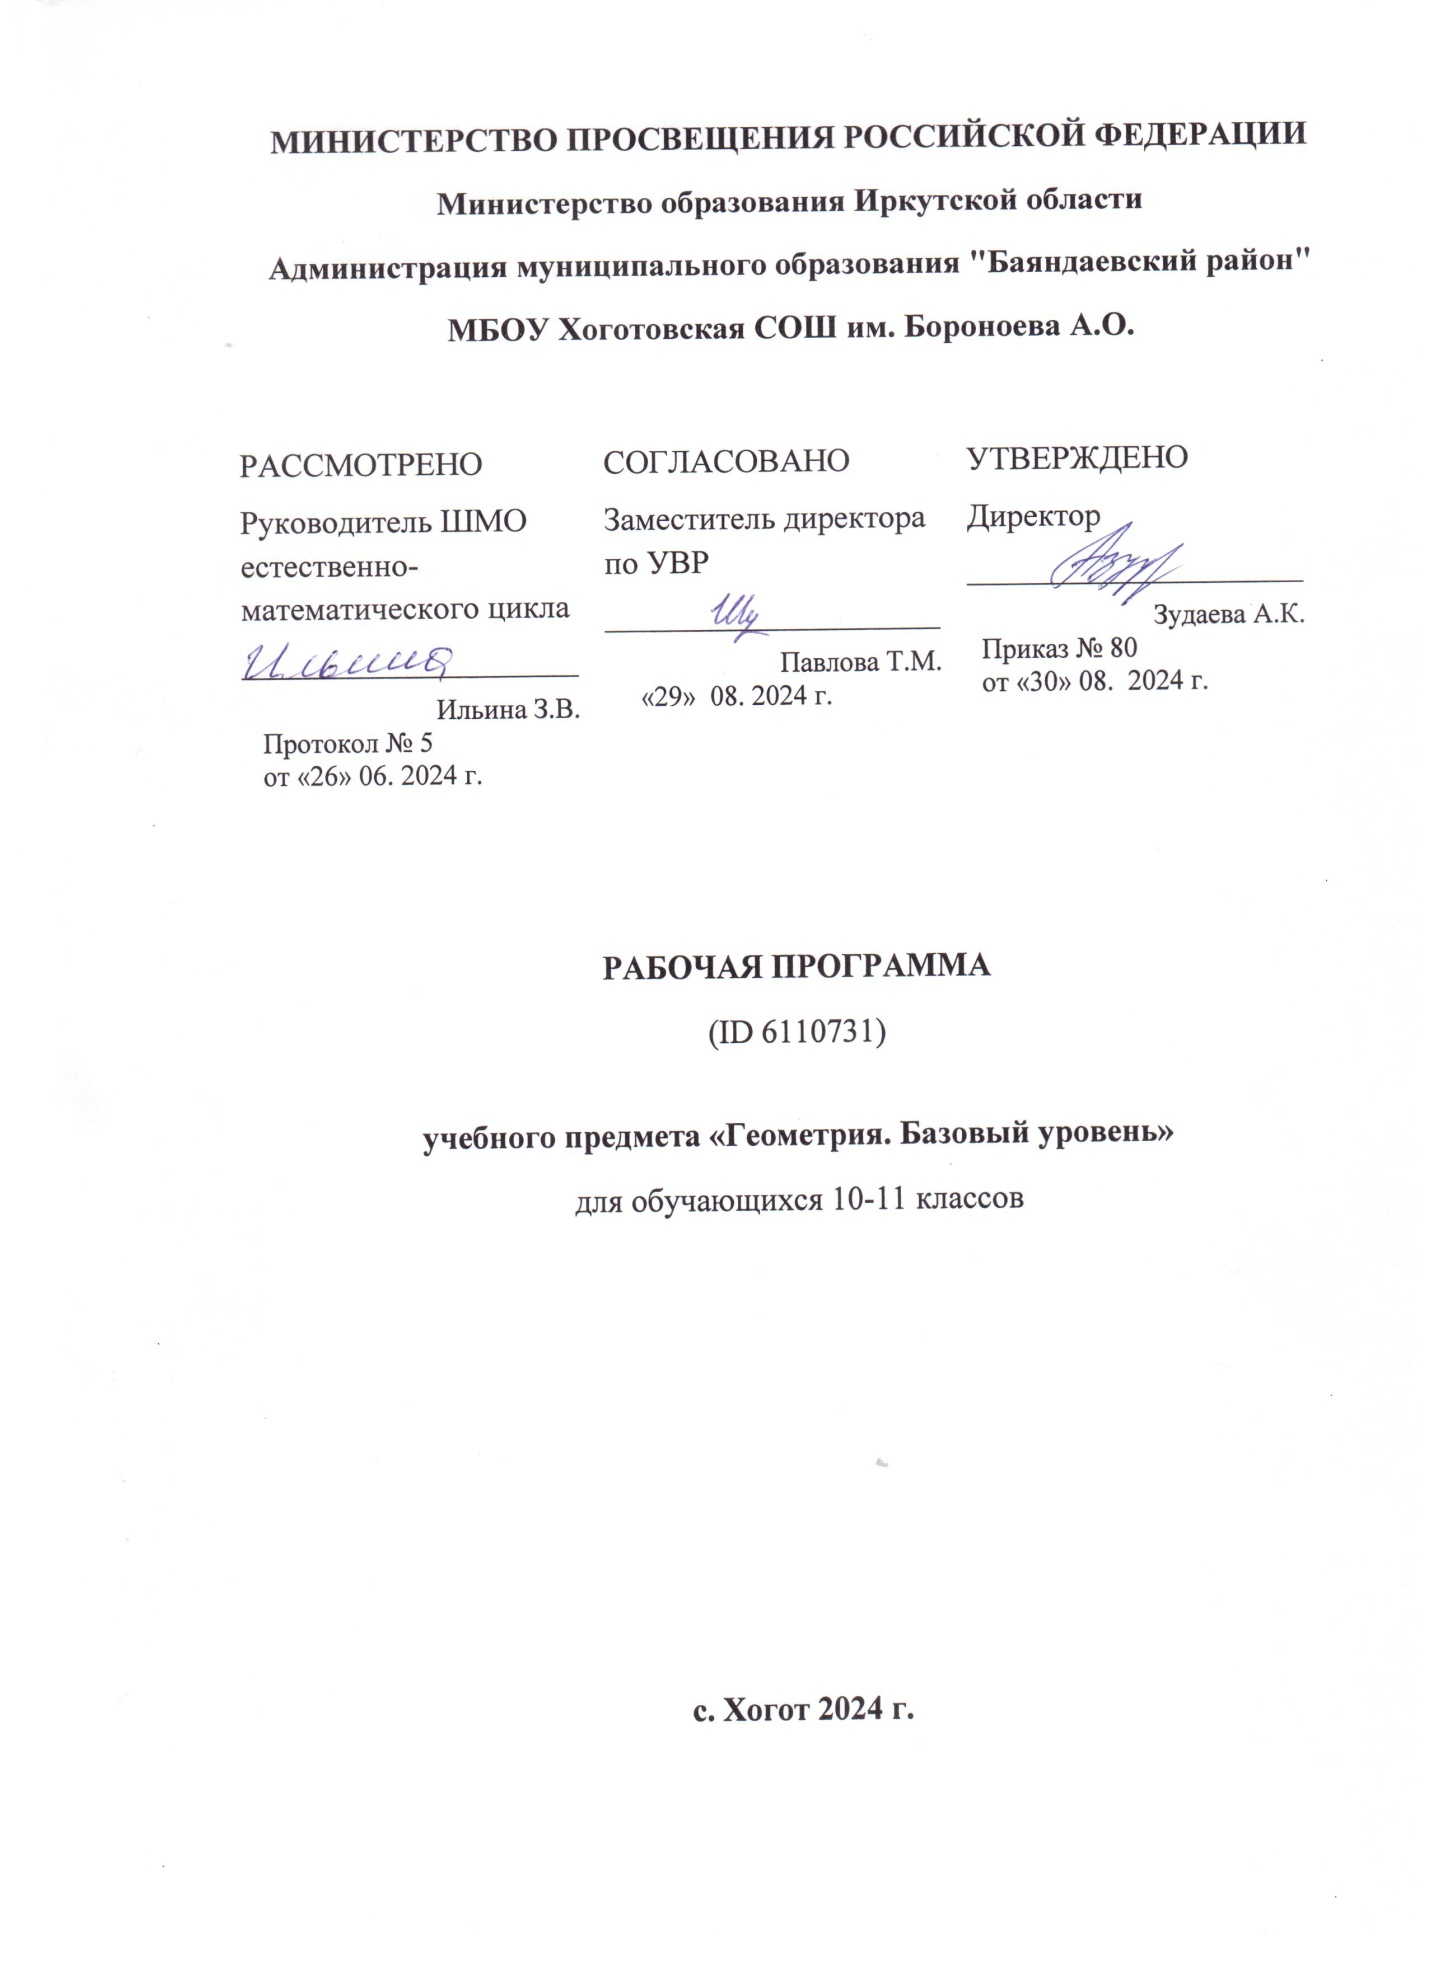 МИНИСТЕРСТВО ПРОСВЕЩЕНИЯ РОССИЙСКОЙ ФЕДЕРАЦИИ
Министерство образования Иркутской области
Администрация муниципального образования "Баяндаевский район"
МБОУ Хоготовская СОШ им. Бороноева А.О.
РАССМОТРЕНО
Руководитель ШМО
естественно-
математического цикла
Ильина
Ильина З.В.
Протокол № 5
от «26» 06. 2024 г.
СОГЛАСОВАНО
Заместитель директора
по УВР
Павлова Т.М.
«29»  08. 2024 г.
УТВЕРЖДЕНО
Директор
Зудаева А.К.
Приказ № 80
от «30» 08.  2024 г.
РАБОЧАЯ ПРОГРАММА
(ID 6110731)
учебного предмета «Геометрия. Базовый уровень»
для обучающихся 10-11 классов
с. Хогот 2024 г.